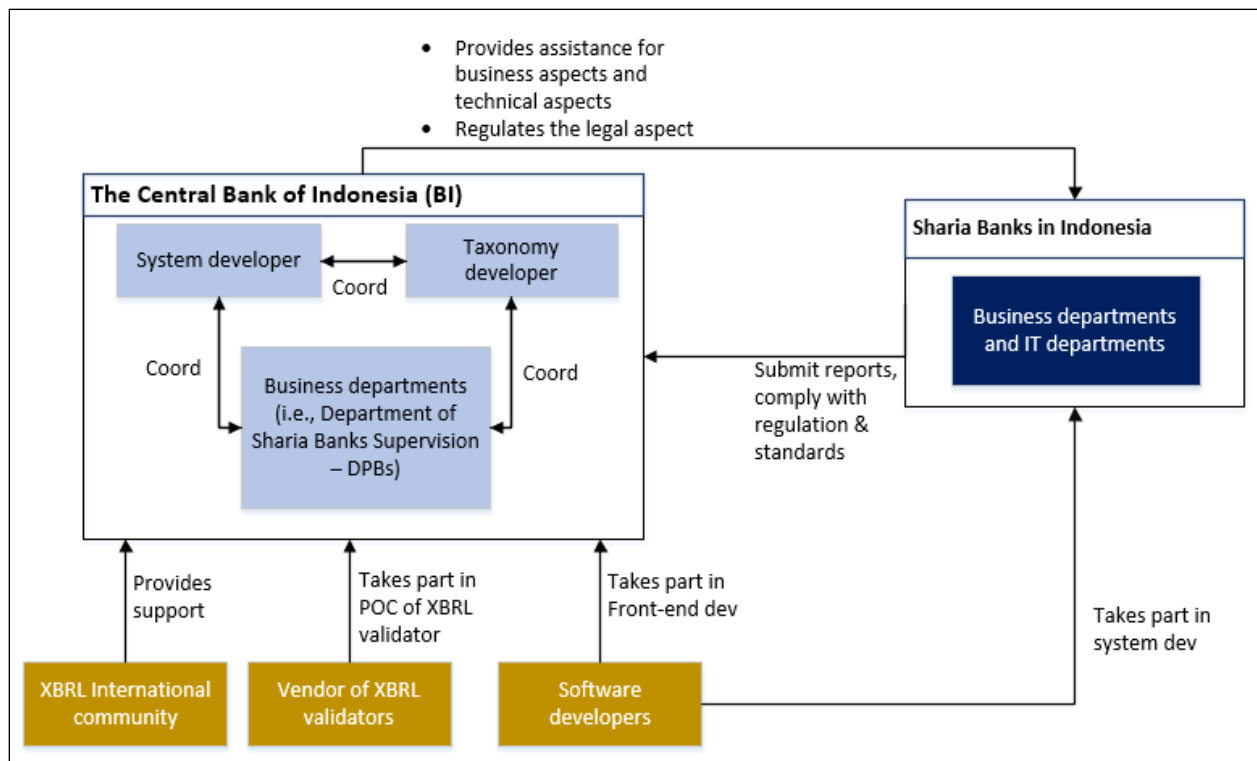 • Provides assistance for
business aspects and
technical aspects
• Regulates the legal aspect
The Central Bank of Indonesia (BI)
System developer
Coord
Taxonomy
developer
Coord
Business departments
(i.e., Department of
Sharia Banks Supervision
– DPBs)
Coord
Sharia Banks in Indonesia
Business departments
and IT departments
Submit reports,
comply with
regulation &
standards
Provides
support
Takes part in
POC of XBRL
validator
Takes part in
Front-end dev
Takes part in
system dev
XBRL International
community
Vendor of XBRL
validators
Software
developers